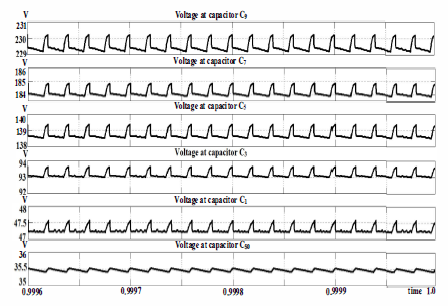 V Voltage at capacitor C9
231
230
229
V Voltage at capacitor C7
186
185
184
V Voltage at capacitor C5
140
139
138
V Voltage at capacitor C3
94
93
92
V Voltage at capacitor C1
48
47.5
47
V Voltage at capacitor CS0
36
35.5
35
0.9996 0.9997 0.9998 0.9999 time 1.0